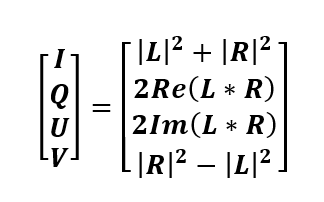 [I Q U V] = [|L|² + |R|²
2Re(L * R)
2Im(L * R)
|R|² − |L|²]